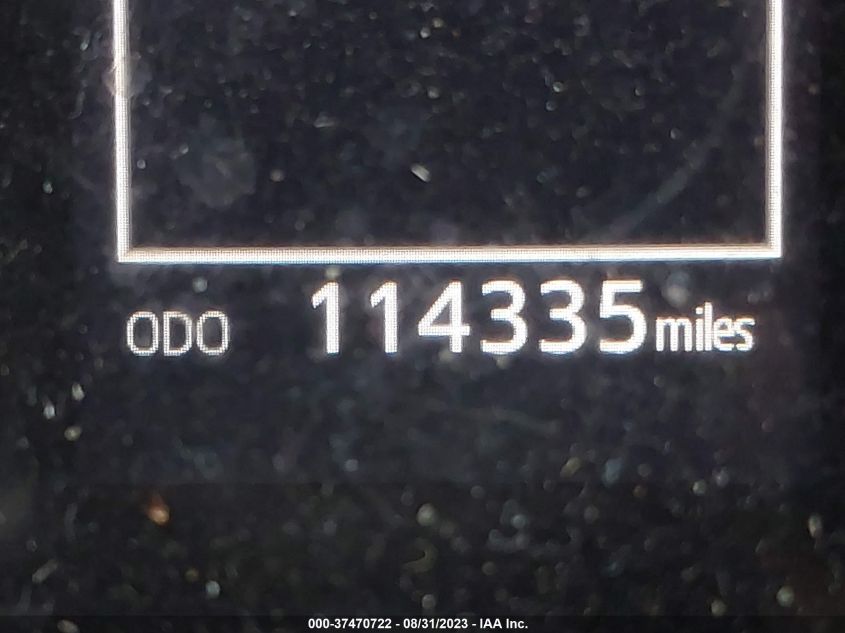 ODO 114335 miles
000-37470722 - 08/31/2023 - IAA Inc.